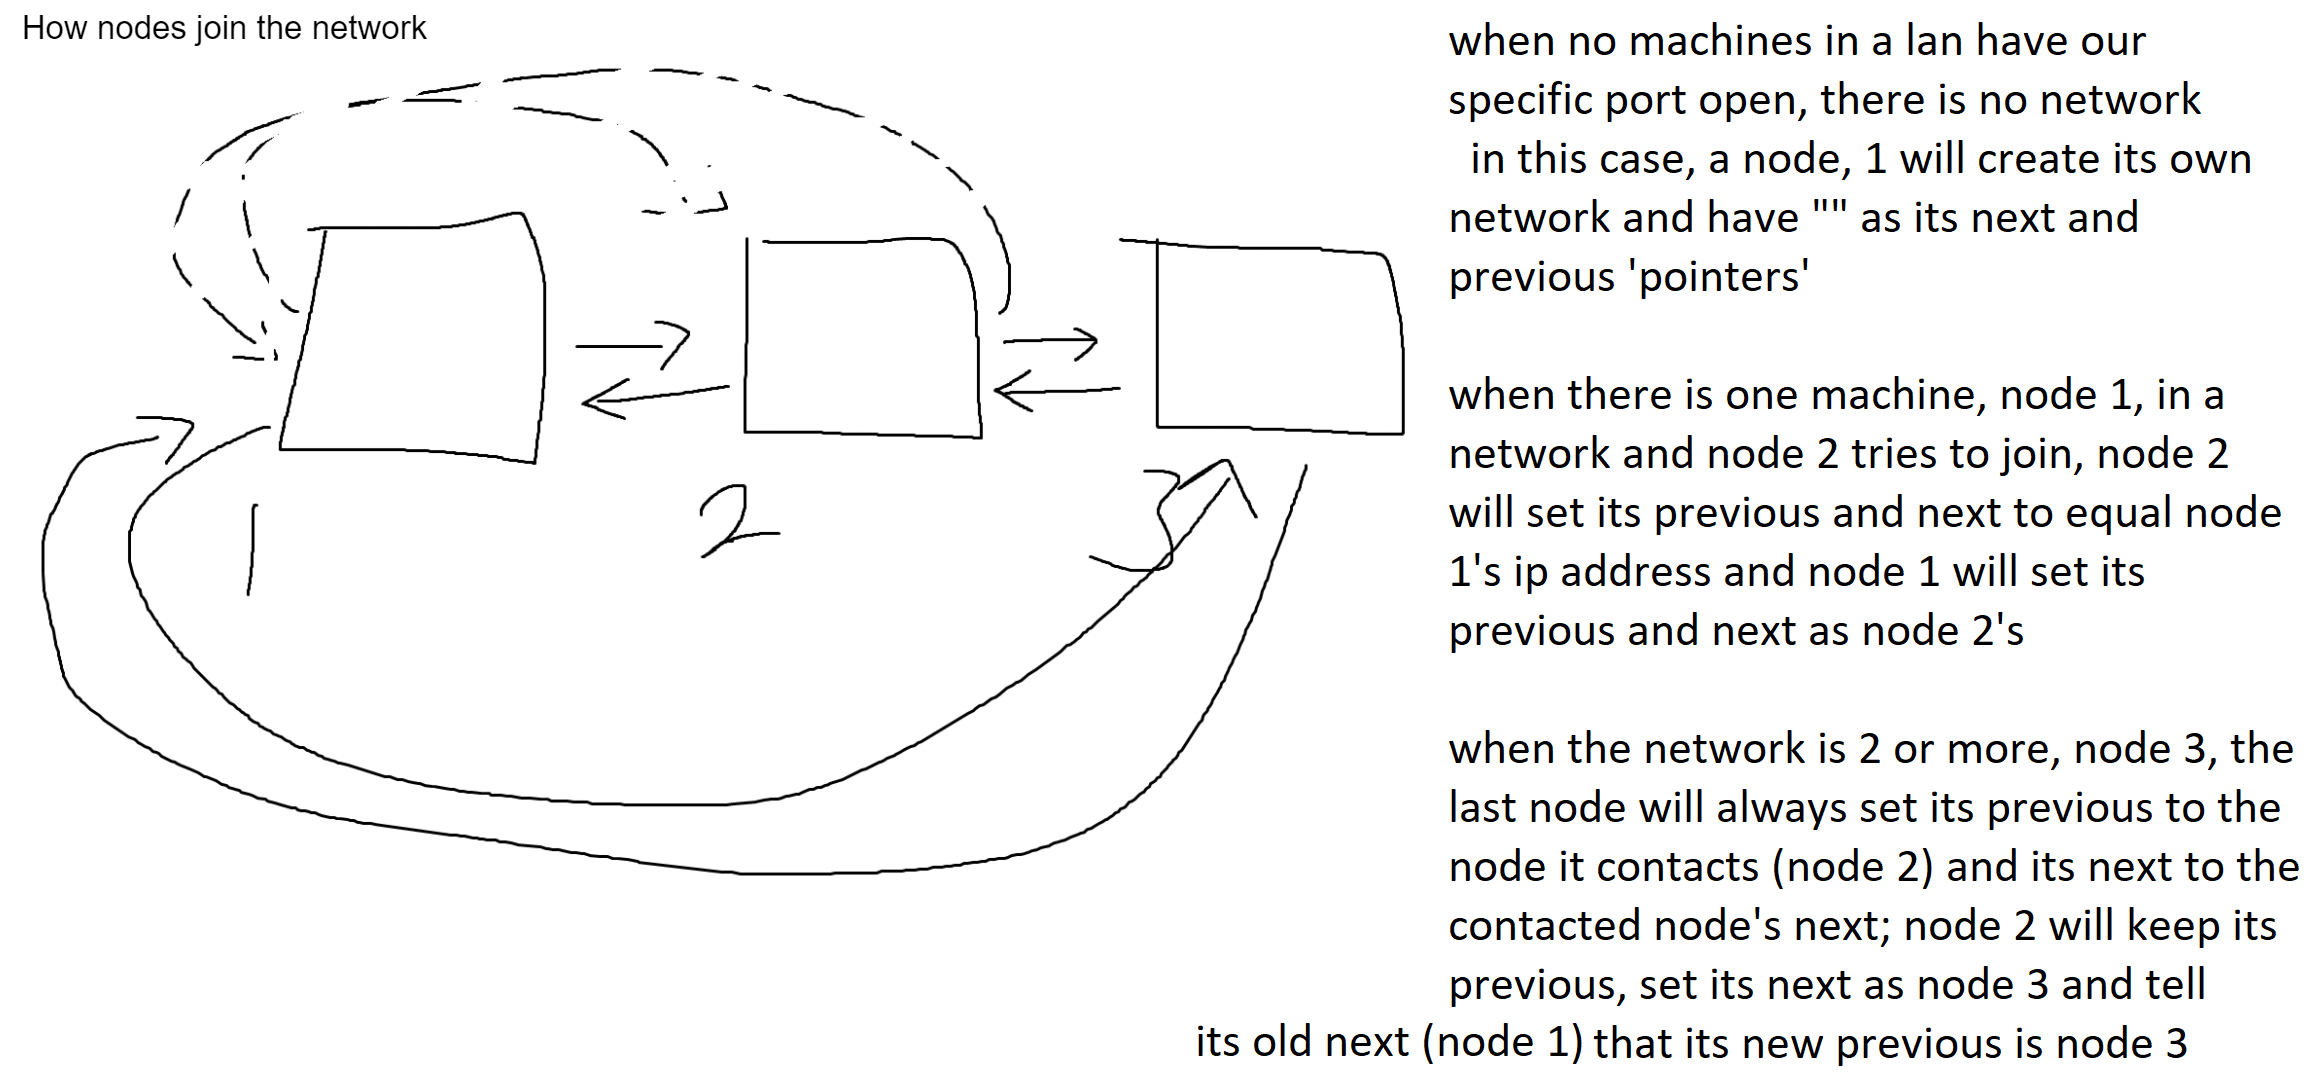 How nodes join the network
when no machines in a lan have our
specific port open, there is no network
in this case, a node, 1 will create its own
network and have "" as its next and
previous 'pointers'
when there is one machine, node 1, in a
network and node 2 tries to join, node 2
will set its previous and next to equal node
1's ip address and node 1 will set its
previous and next as node 2's
when the network is 2 or more, node 3, the
last node will always set its previous to the
node it contacts (node 2) and its next to the
contacted node's next; node 2 will keep its
previous, set its next as node 3 and tell
its old next (node 1) that its new previous is node 3
1
2
3